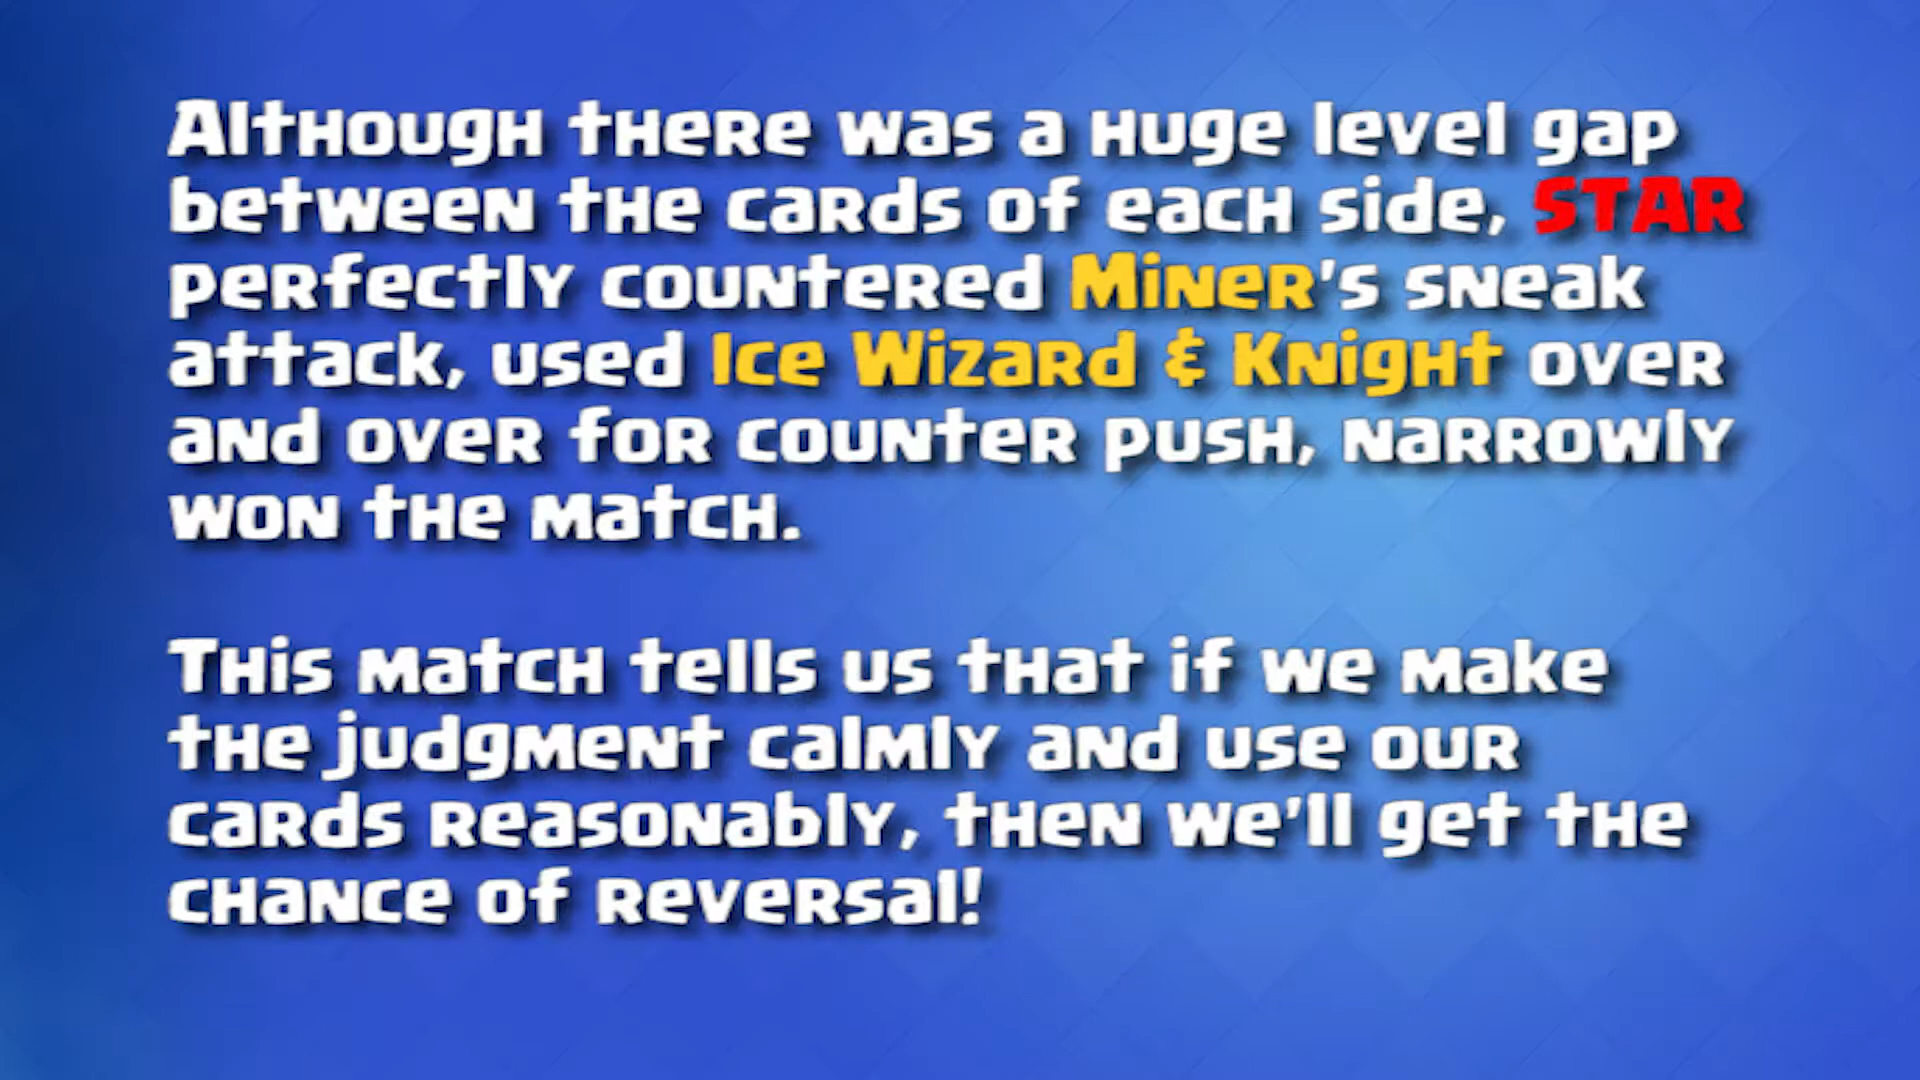 Although there was a huge level gap
between the cards of each side, STAR
perfectly countered Miner's sneak
attack, used Ice Wizard & Knight over
and over for counter push, narrowly
won the match.
This match tells us that if we make
the judgment calmly and use our
cards reasonably, then we'll get the
chance of reversal!